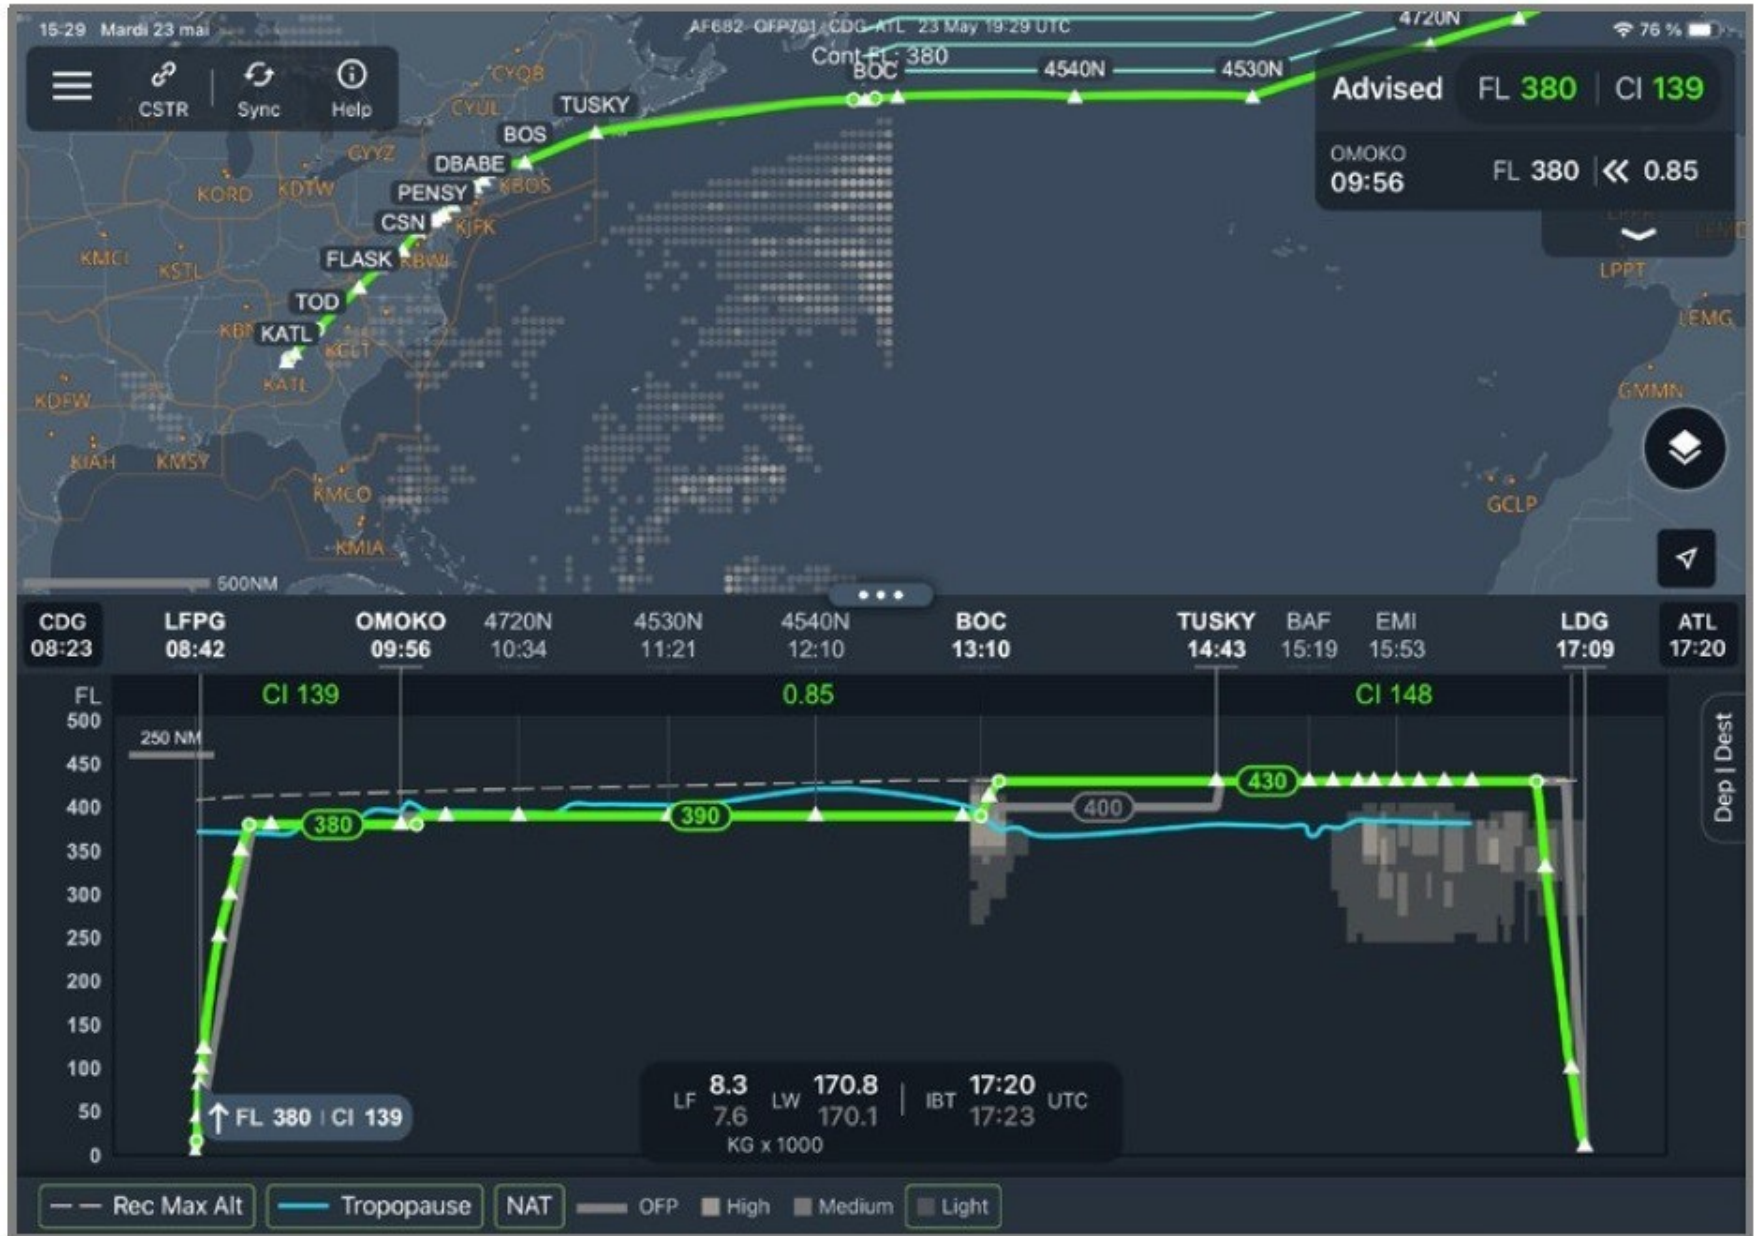 15:29 Mardi 23 mai
AF682 OFP701 CDG-ATL 23 May 19:29 UTC
76 %
Cont FL: 380
CSTR
Sync
Help
4720N
BOC
4540N
4530N
Advised FL 380 | CI 139
OMOKO
09:56
FL 380 | 0.85
CYQB
CYUL
TUSKY
BOS
CYYZ
DBABE
KBOS
KORD
KDTW
PENSY
CSN
KJFK
KMCI
KSTL
FLASK
KBWI
TOD
KATL
KCLT
KATL
KDFW
KIAH
KMSY
KMCO
KMIA
LPPT
LEMG
GMMN
GCLP
500NM
CDG
08:23
LFPG
08:42
OMOKO
09:56
4720N
10:34
4530N
11:21
4540N
12:10
BOC
13:10
TUSKY
14:43
BAF
15:19
EMI
15:53
LDG
17:09
ATL
17:20
FL
CI 139
0.85
CI 148
500
450
400
350
300
250
200
150
100
50
0
250 NM
380
390
400
430
Dep | Dest
FL 380 | CI 139
LF 8.3 LW 170.8 | IBT 17:20 UTC
7.6 170.1 17:23
KG x 1000
Rec Max Alt
Tropopause
NAT
OFP
High
Medium
Light